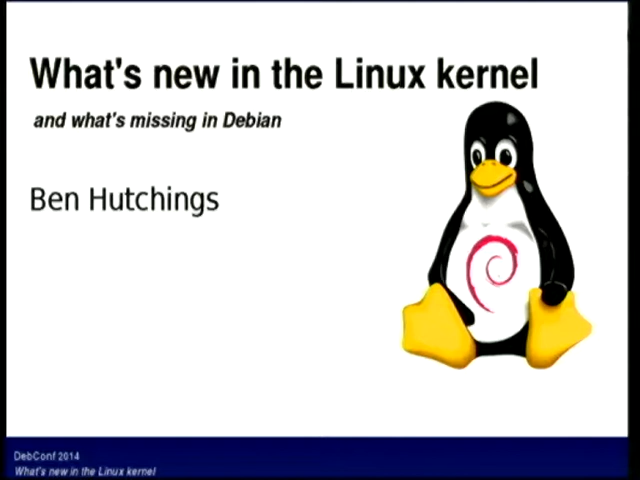 What's new in the Linux kernel
and what's missing in Debian
Ben Hutchings
DebConf 2014
What's new in the Linux kernel